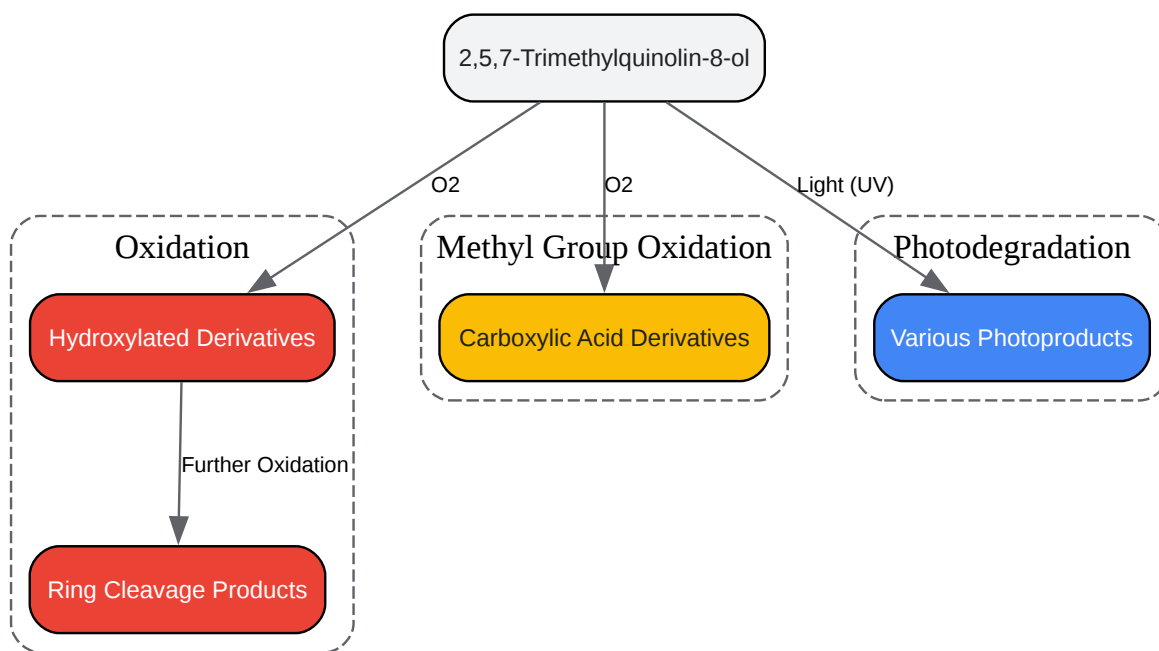 2,5,7-Trimethylquinolin-8-ol
O2
O2
Light (UV)
Oxidation
Methyl Group Oxidation
Photodegradation
Hydroxylated Derivatives
Carboxylic Acid Derivatives
Various Photoproducts
Further Oxidation
Ring Cleavage Products